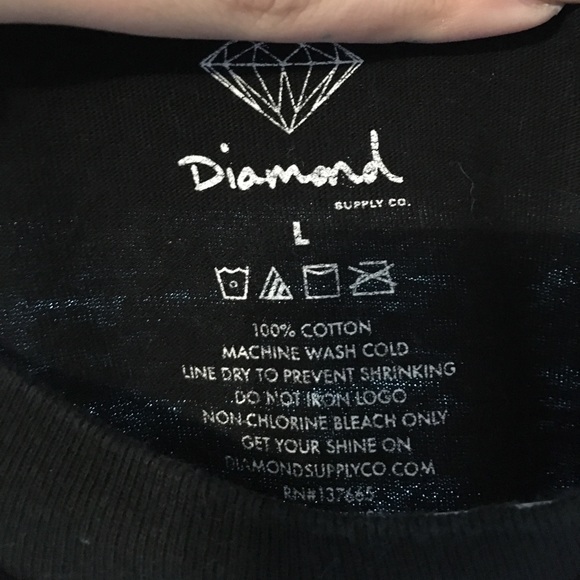 Diamond
SUPPLY CO.
L
100% COTTON
MACHINE WASH COLD
LINE DRY TO PREVENT SHRINKING
DO NOT IRON LOGO
NON-CHLORINE BLEACH ONLY
GET YOUR SHINE ON
DIAMONDSUPPLYCO.COM
RN#137665